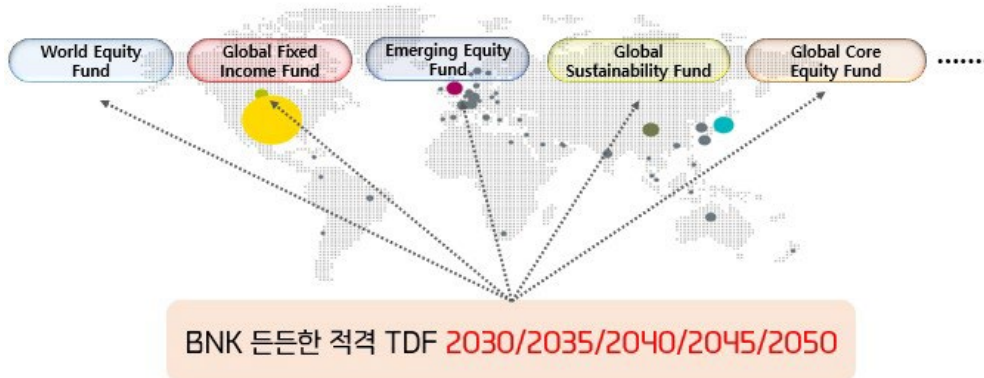 World Equity
Fund
Global Fixed
Income Fund
Emerging Equity
Fund
Global
Sustainability Fund
Global Core
Equity Fund
.......
BNK 든든한 적격 TDF 2030/2035/2040/2045/2050